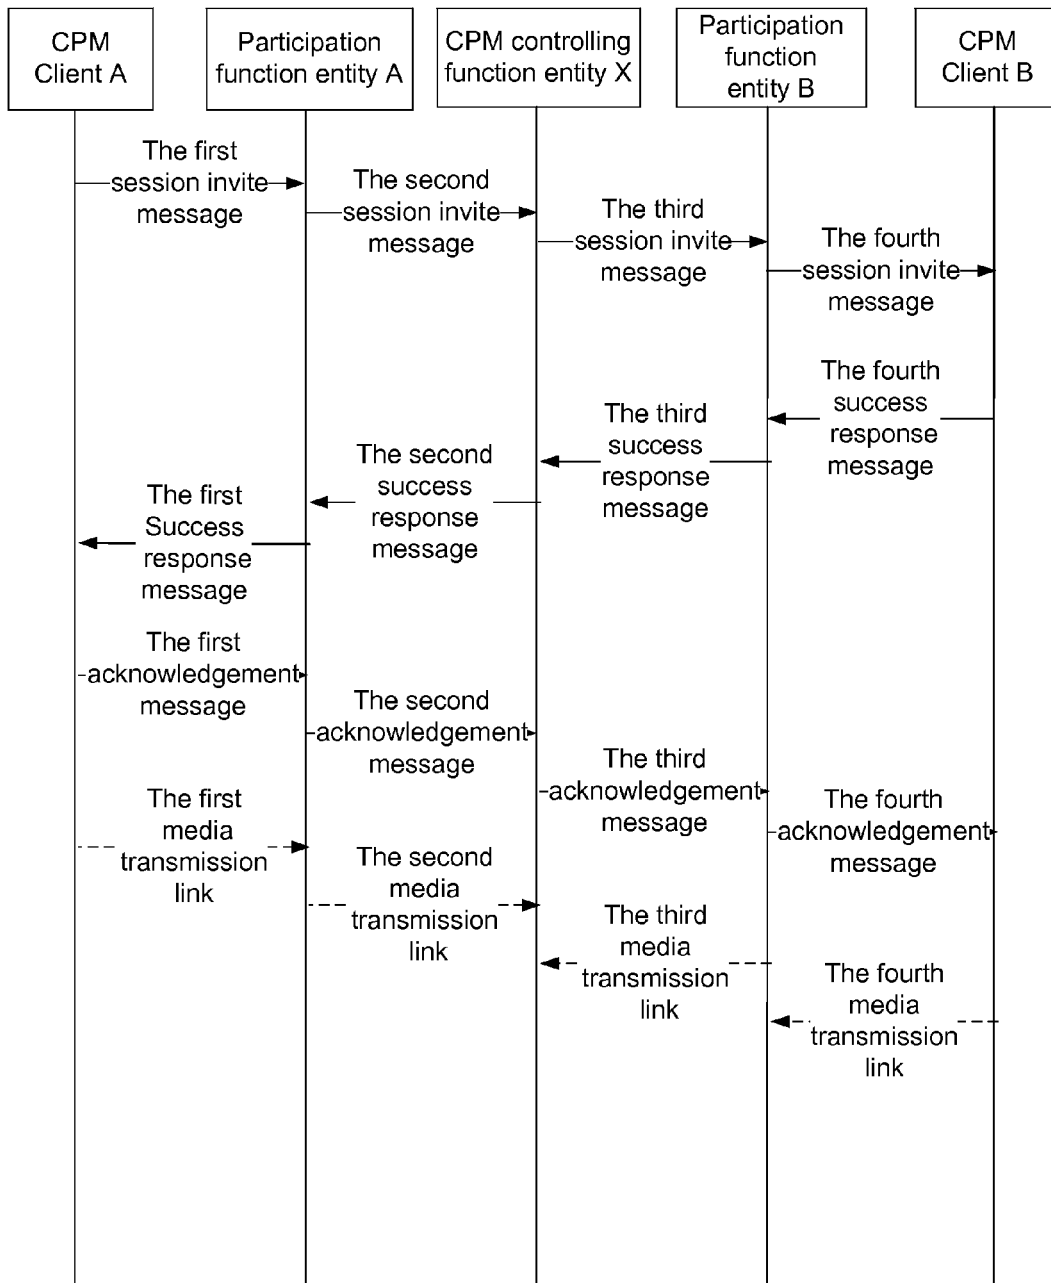 CPM
Client A
Participation
function entity A
CPM controlling
function entity X
Participation
function
entity B
CPM
Client B
The first
session invite
message
The second
session invite
message
The third
session invite
message
The fourth
session invite
message
The fourth
success
response
message
The third
success
response
message
The second
success
response
message
The first
Success
response
message
The first
acknowledgement
message
The second
acknowledgement
message
The third
acknowledgement
message
The fourth
acknowledgement
message
The first
media
transmission
link
The second
media
transmission
link
The third
media
transmission
link
The fourth
media
transmission
link